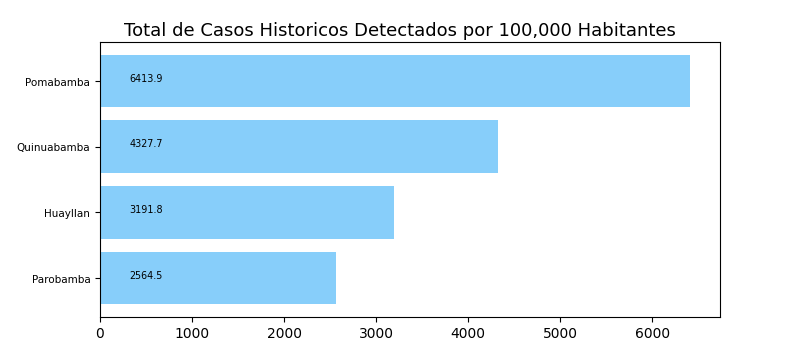 Total de Casos Historicos Detectados por 100,000 Habitantes
Pomabamba
6413.9
Quinuabamba
4327.7
Huayllan
3191.8
Parobamba
2564.5
0 1000 2000 3000 4000 5000 6000